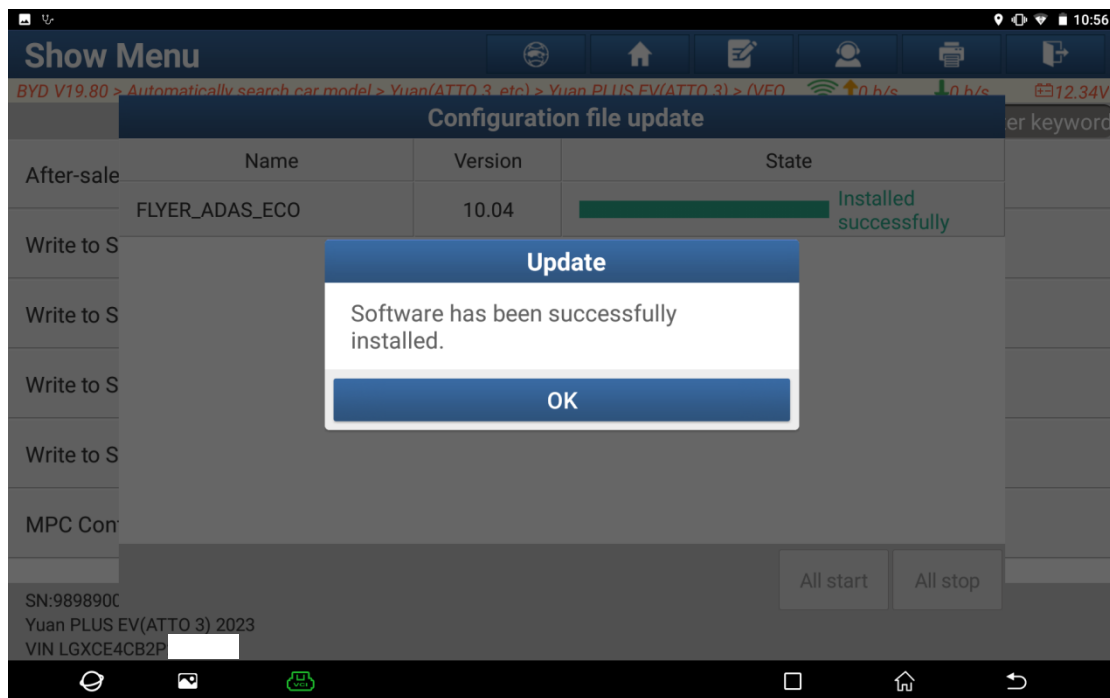 10:56
Show Menu
BYD V19.80 > Automatically search car model > Yuan(ATTO 3, etc) > Yuan PLUS EV(ATTO 3) > (VFO 0 b/s 0 b/s 12.34V
Configuration file update
er keyword
Name Version State
After-sale
FLYER_ADAS_ECO 10.04 Installed
successfully
Write to S
Update
Software has been successfully
installed.
Write to S
Write to S
OK
Write to S
MPC Con
All start All stop
SN:9898900
Yuan PLUS EV(ATTO 3) 2023
VIN LGXCE4CB2P
VCI